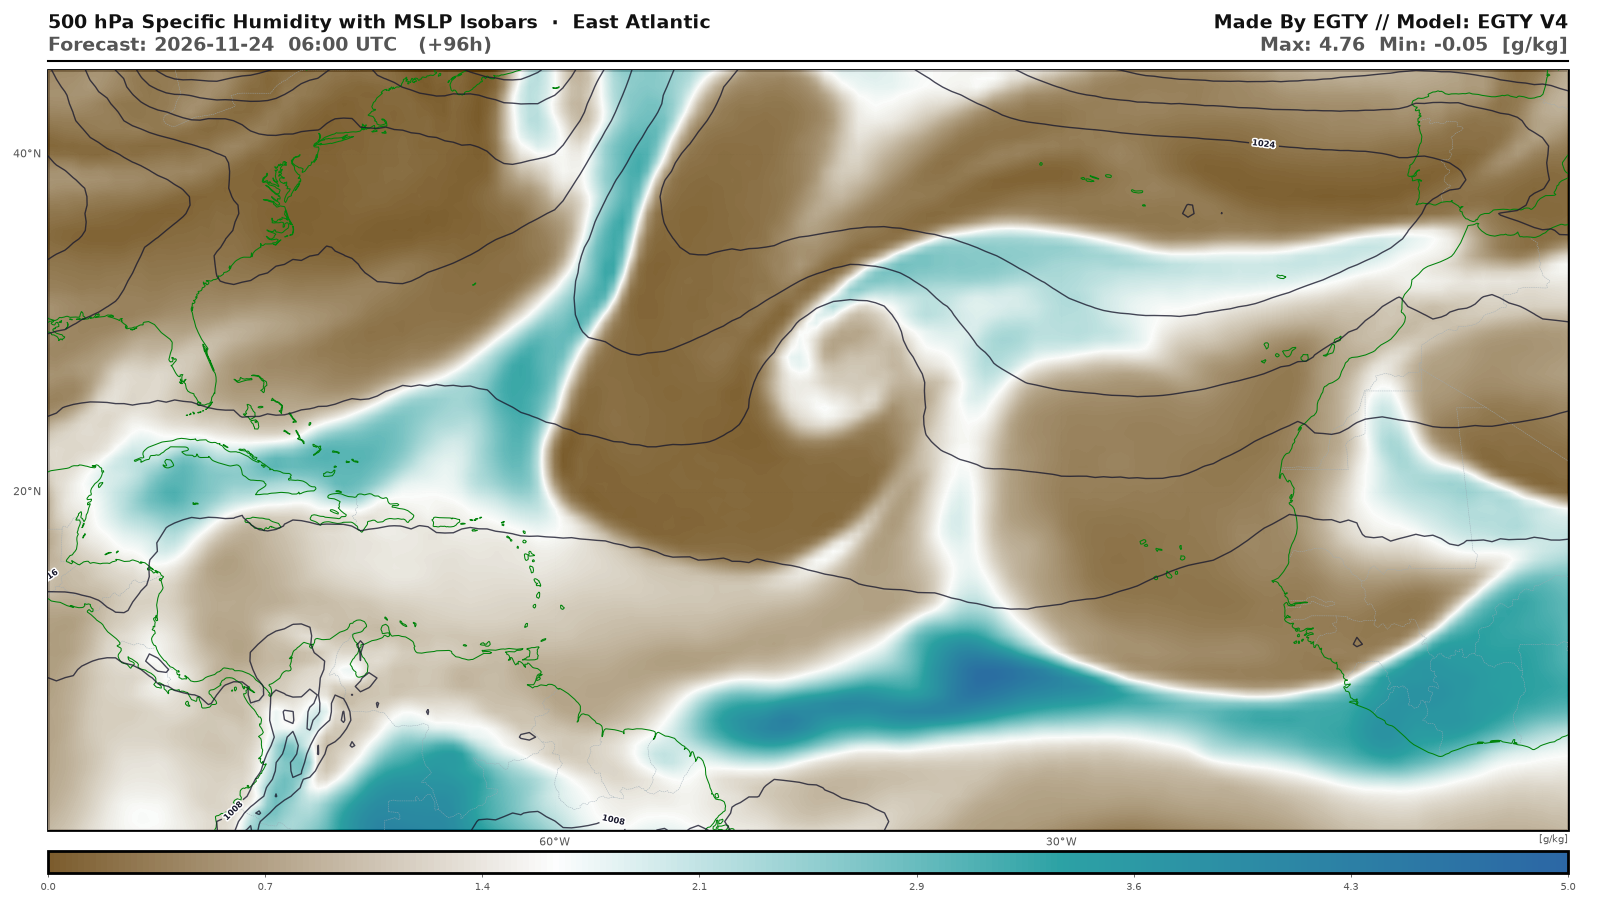 500 hPa Specific Humidity with MSLP Isobars · East Atlantic
Made By EGTY // Model: EGTY V4
Forecast: 2026-11-24 06:00 UTC (+96h)
Max: 4.76 Min: -0.05 [g/kg]
1024
40°N
20°N
16
1008
1008
60°W
30°W
[g/kg]
0.0 0.7 1.4 2.1 2.9 3.6 4.3 5.0